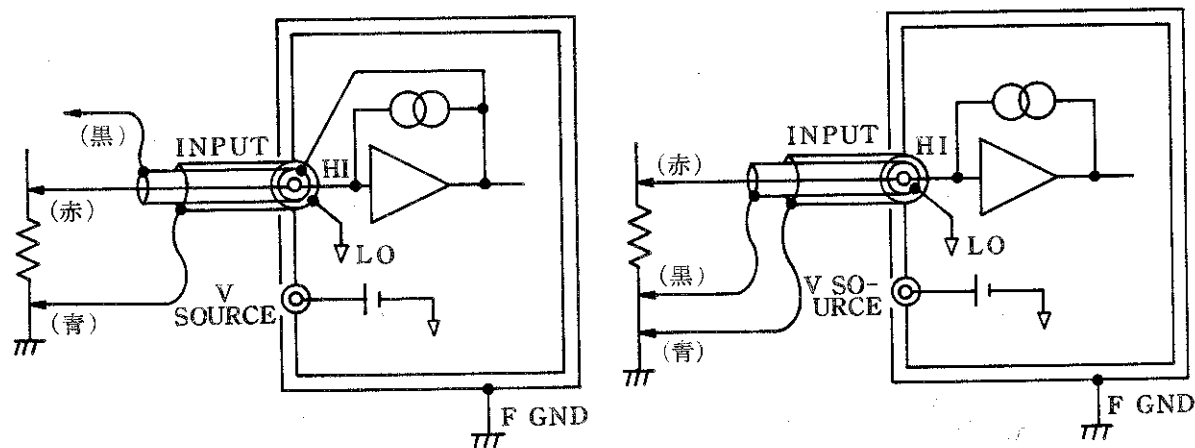 (黒)
INPUT
HI
(赤)
LO
V
SOURCE
(青)
F GND
INPUT
HI
(赤)
LO
(黒)
V SO-
URCE
(青)
F GND